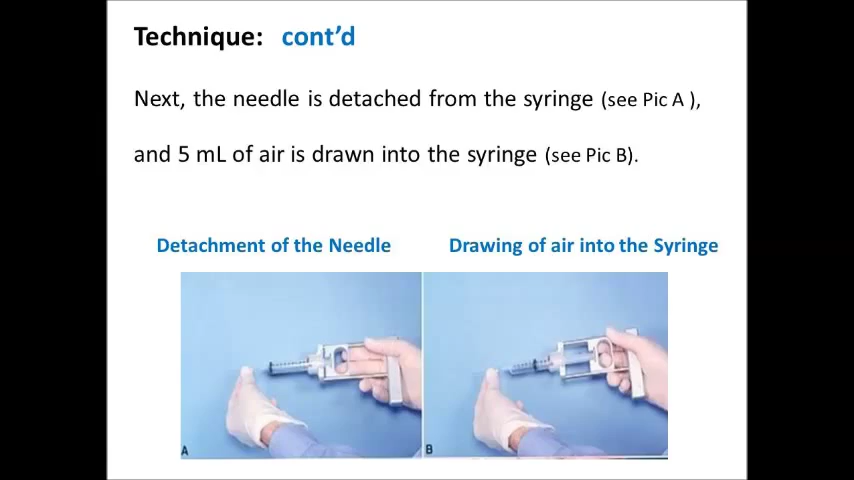 Technique: cont’d
Next, the needle is detached from the syringe (see Pic A ),
and 5 mL of air is drawn into the syringe (see Pic B).
Detachment of the Needle
Drawing of air into the Syringe
A
B